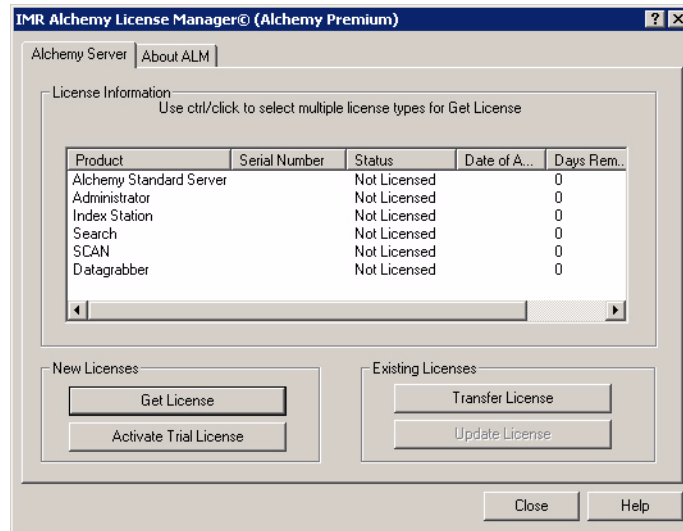 IMR Alchemy License Manager© (Alchemy Premium)
Alchemy Server About ALM
License Information
Use ctrl/click to select multiple license types for Get License
Product Serial Number Status Date of A... Days Rem..
Alchemy Standard Server Not Licensed 0
Administrator Not Licensed 0
Index Station Not Licensed 0
Search Not Licensed 0
SCAN Not Licensed 0
Datagrabber Not Licensed 0
New Licenses Existing Licenses
Get License Transfer License
Activate Trial License Update License
Close Help